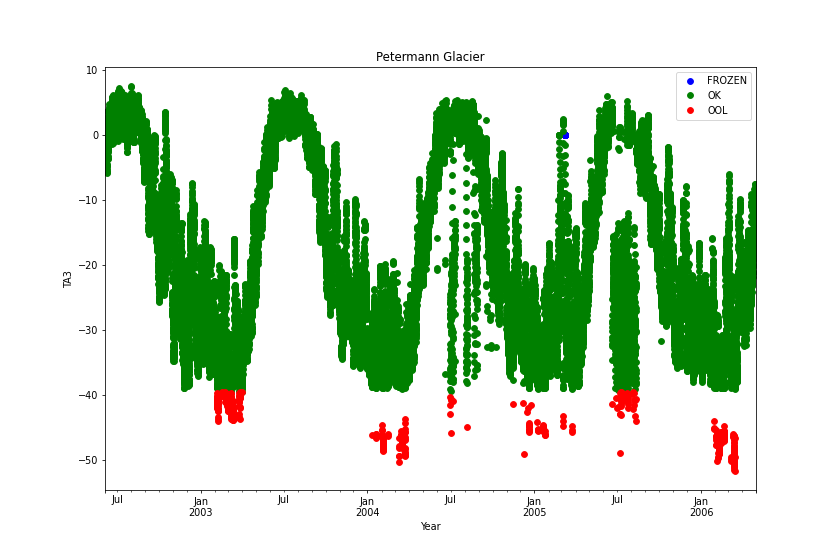 Petermann Glacier
FROZEN
OK
OOL
10
0
−10
−20
−30
−40
−50
TA3
Jul
Jan
2003
Jul
Jan
2004
Jul
Jan
2005
Jul
Jan
2006
Year